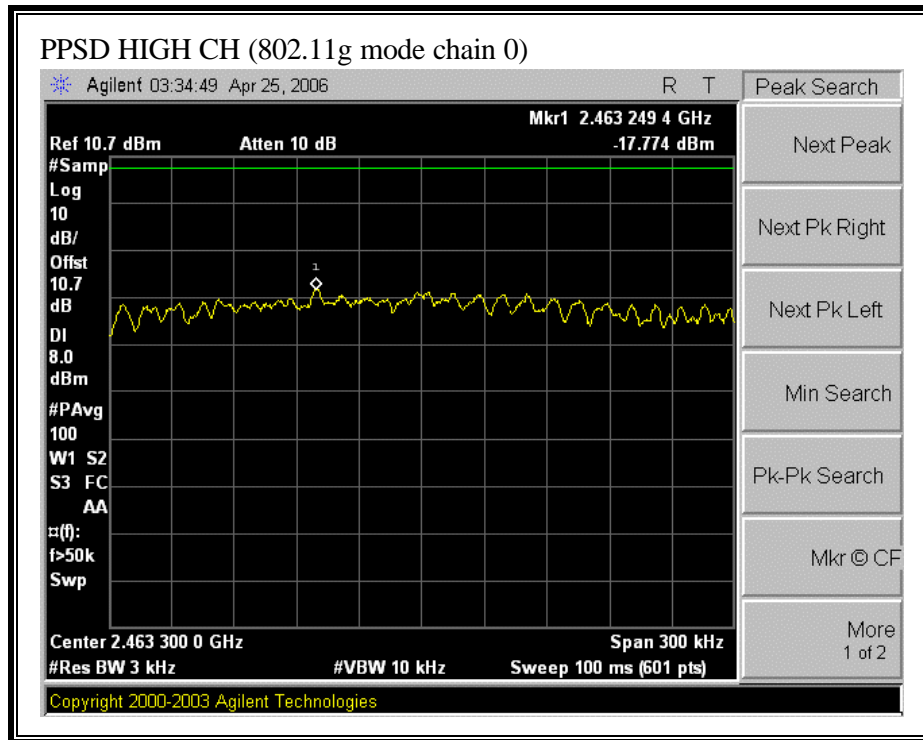 PPSD HIGH CH (802.11g mode chain 0)
Agilent 03:34:49 Apr 25, 2006 R T
Mkr1 2.463 249 4 GHz
Ref 10.7 dBm Atten 10 dB -17.774 dBm
#Samp
Log
10
dB/
Offst
10.7
dB
DI
8.0
dBm
#PAvg
100
W1 S2
S3 FC
AA
¤(f):
f>50k
Swp
1
Center 2.463 300 0 GHz Span 300 kHz
#Res BW 3 kHz #VBW 10 kHz Sweep 100 ms (601 pts)
Copyright 2000-2003 Agilent Technologies
Peak Search
Next Peak
Next Pk Right
Next Pk Left
Min Search
Pk-Pk Search
Mkr © CF
More
1 of 2